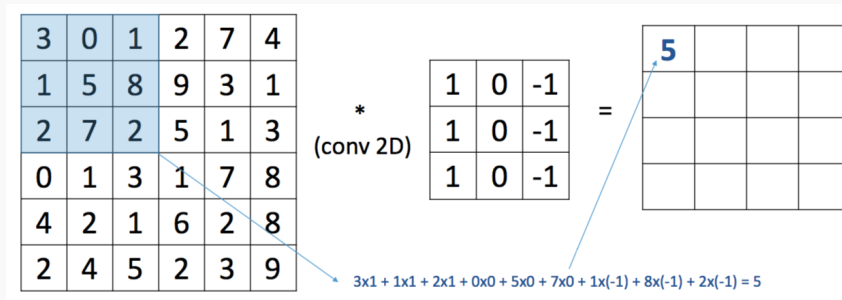 3 0 1 2 7 4
1 5 8 9 3 1
2 7 2 5 1 3
0 1 3 1 7 8
4 2 1 6 2 8
2 4 5 2 3 9
*
(conv 2D)
1 0 -1
1 0 -1
1 0 -1
=
5
3x1 + 1x1 + 2x1 + 0x0 + 5x0 + 7x0 + 1x(-1) + 8x(-1) + 2x(-1) = 5